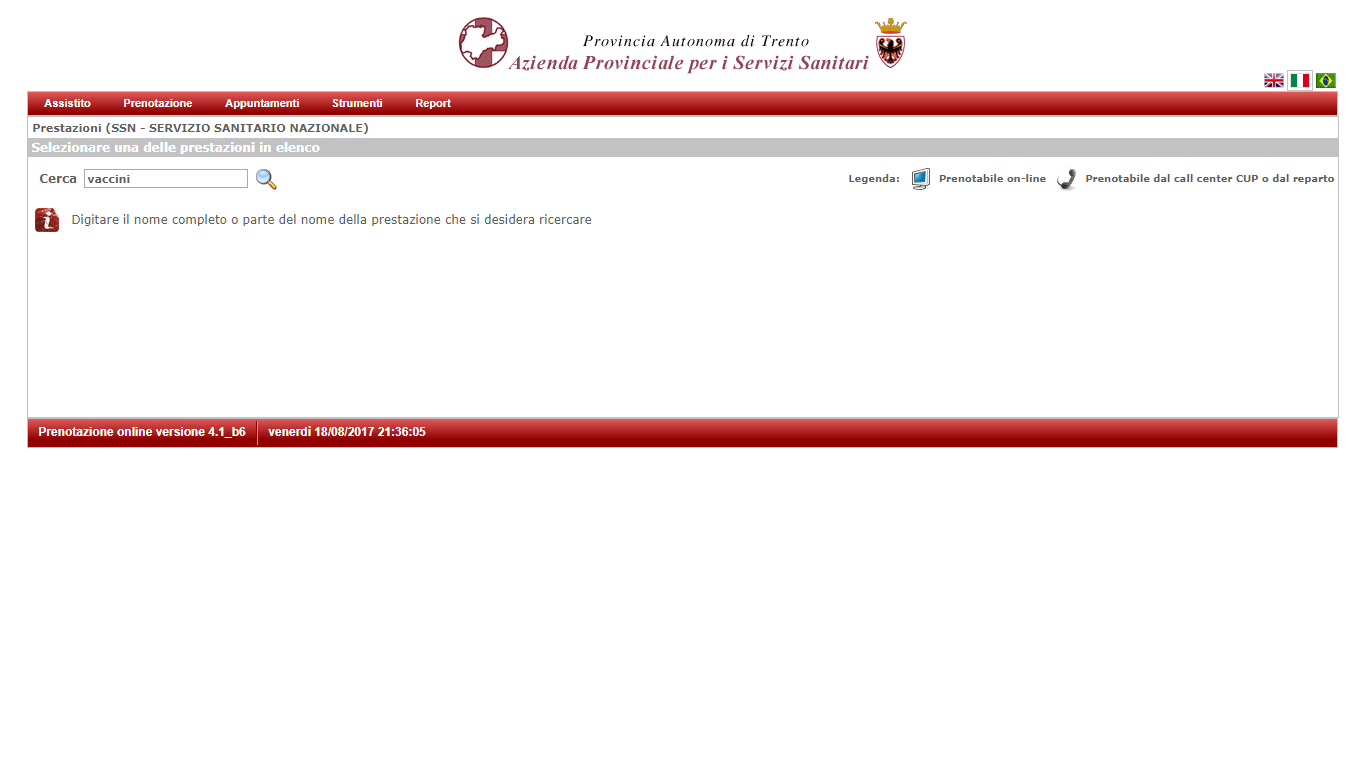 Provincia Autonoma di Trento
Azienda Provinciale per i Servizi Sanitari
Assistito Prenotazione Appuntamenti Strumenti Report
Prestazioni (SSN - SERVIZIO SANITARIO NAZIONALE)
Selezionare una delle prestazioni in elenco
Cerca vaccini Legenda: Prenotabile on-line Prenotabile dal call center CUP o dal reparto
Digitare il nome completo o parte del nome della prestazione che si desidera ricercare
Prenotazione online versione 4.1_b6 venerdì 18/08/2017 21:36:05